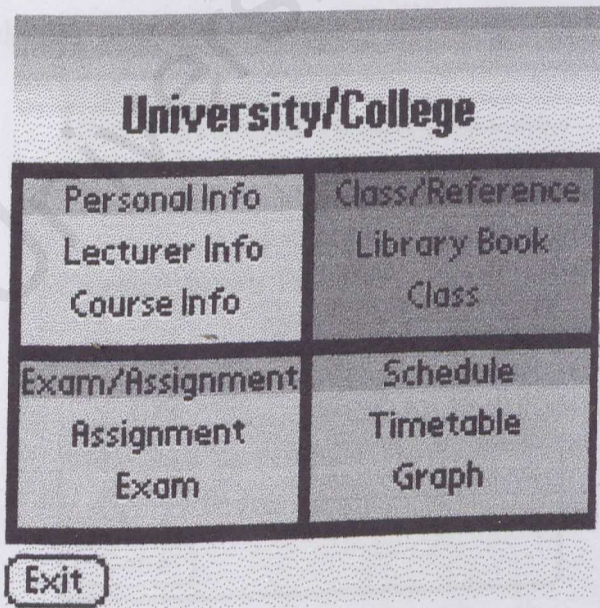 University/College
Personal Info
Lecturer Info
Course Info
Class/Reference
Library Book
Class
Exam/Assignment
Assignment
Exam
Schedule
Timetable
Graph
Exit